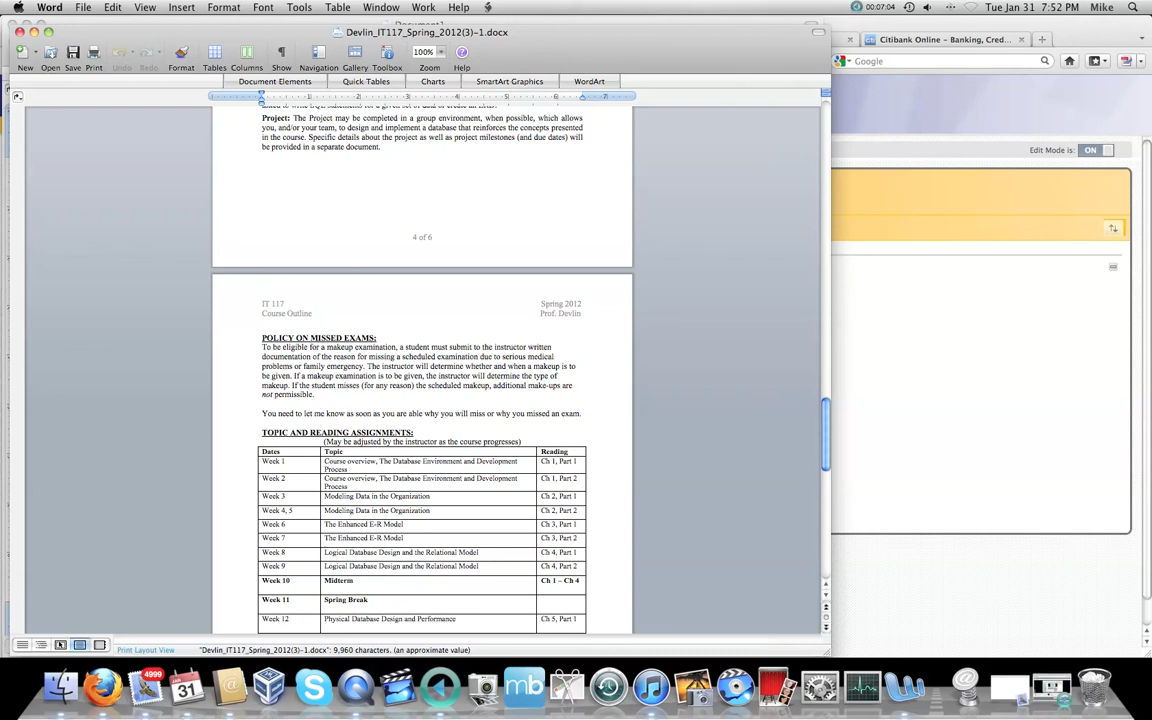 Word File Edit View Insert Format Font Tools Table Window Work Help 00:07:04 Tue Jan 31 7:52 PM Mike
Devlin_IT117_Spring_2012(3)-1.docx
Citibank Online – Banking, Cred...
Google
100%
New Open Save Print Undo Redo Format Tables Columns Show Navigation Gallery Toolbox Zoom Help
Document Elements Quick Tables Charts SmartArt Graphics WordArt
Project: The Project may be completed in a group environment, when possible, which allows
you, and/or your team, to design and implement a database that reinforces the concepts presented
in the course. Specific details about the project as well as project milestones (and due dates) will
be provided in a separate document.
Edit Mode is: ON
4 of 6
IT 117 Spring 2012
Course Outline Prof. Devlin
POLICY ON MISSED EXAMS:
To be eligible for a makeup examination, a student must submit to the instructor written
documentation of the reason for missing a scheduled examination due to serious medical
problems or family emergency. The instructor will determine whether and when a makeup is to
be given. If a makeup examination is to be given, the instructor will determine the type of
makeup. If the student misses (for any reason) the scheduled makeup, additional make-ups are
not permissible.
You need to let me know as soon as you are able why you will miss or why you missed an exam.
TOPIC AND READING ASSIGNMENTS:
(May be adjusted by the instructor as the course progresses)
Dates Topic Reading
Week 1 Course overview, The Database Environment and Development Ch 1, Part 1
Process
Week 2 Course overview, The Database Environment and Development Ch 1, Part 2
Process
Week 3 Modeling Data in the Organization Ch 2, Part 1
Week 4, 5 Modeling Data in the Organization Ch 2, Part 2
Week 6 The Enhanced E-R Model Ch 3, Part 1
Week 7 The Enhanced E-R Model Ch 3, Part 2
Week 8 Logical Database Design and the Relational Model Ch 4, Part 1
Week 9 Logical Database Design and the Relational Model Ch 4, Part 2
Week 10 Midterm Ch 1 – Ch 4
Week 11 Spring Break
Week 12 Physical Database Design and Performance Ch 5, Part 1
Print Layout View "Devlin_IT117_Spring_2012(3)-1.docx": 9,960 characters. (an approximate value)
4999
JAN
31
mb